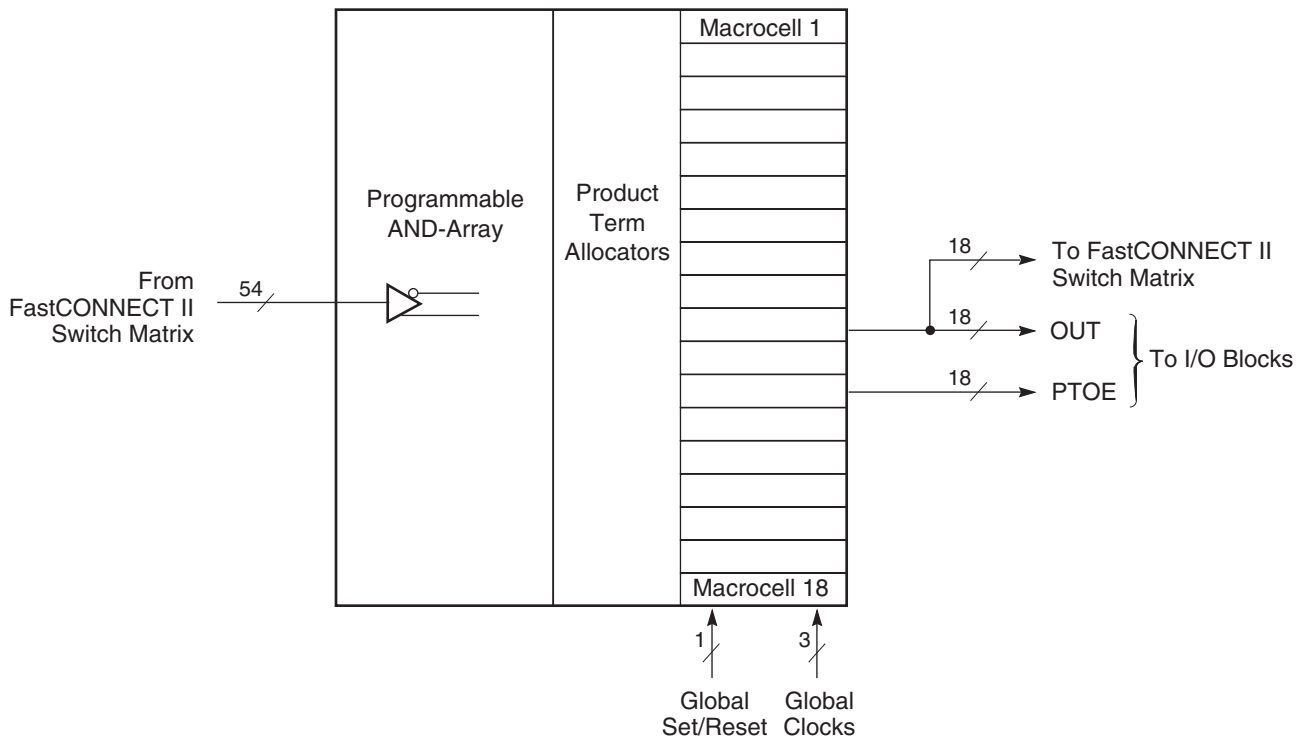 Macrocell 1
Programmable
AND-Array
Product
Term
Allocators
From
FastCONNECT II
Switch Matrix
54
18
To FastCONNECT II
Switch Matrix
18
OUT
To I/O Blocks
18
PTOE
Macrocell 18
1
3
Global
Set/Reset
Global
Clocks